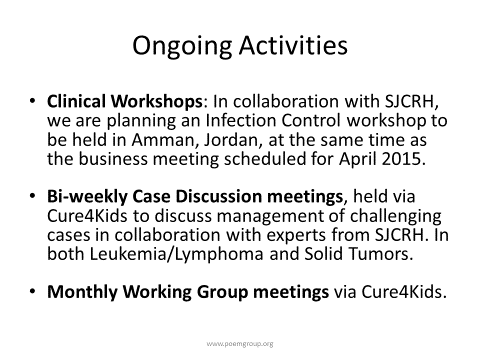 Ongoing Activities
• Clinical Workshops: In collaboration with SJCRH,
we are planning an Infection Control workshop to
be held in Amman, Jordan, at the same time as
the business meeting scheduled for April 2015.
• Bi-weekly Case Discussion meetings, held via
Cure4Kids to discuss management of challenging
cases in collaboration with experts from SJCRH. In
both Leukemia/Lymphoma and Solid Tumors.
• Monthly Working Group meetings via Cure4Kids.
www.poemgroup.org